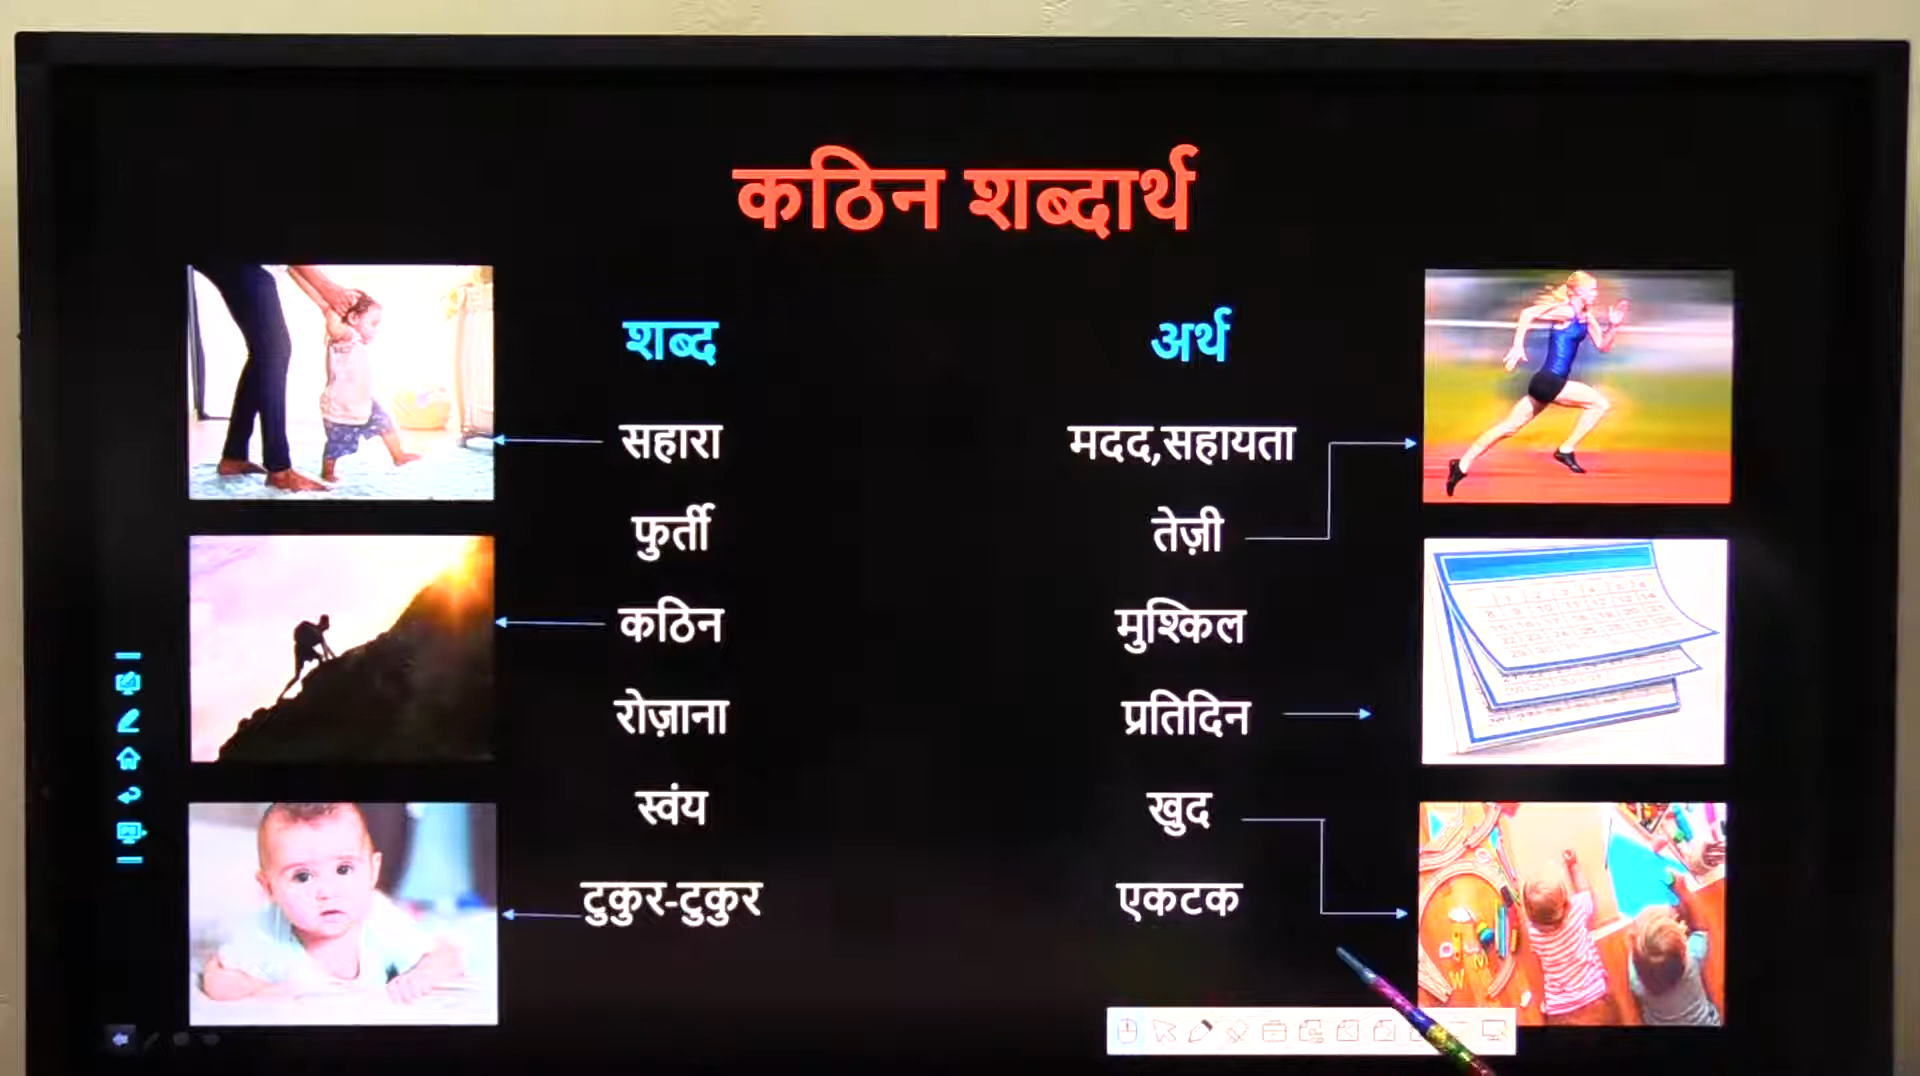 कठिन शब्दार्थ
शब्द अर्थ
सहारा मदद,सहायता
फुर्ती तेज़ी
कठिन मुश्किल
रोज़ाना प्रतिदिन
स्वंय खुद
टुकुर-टुकुर एकटक